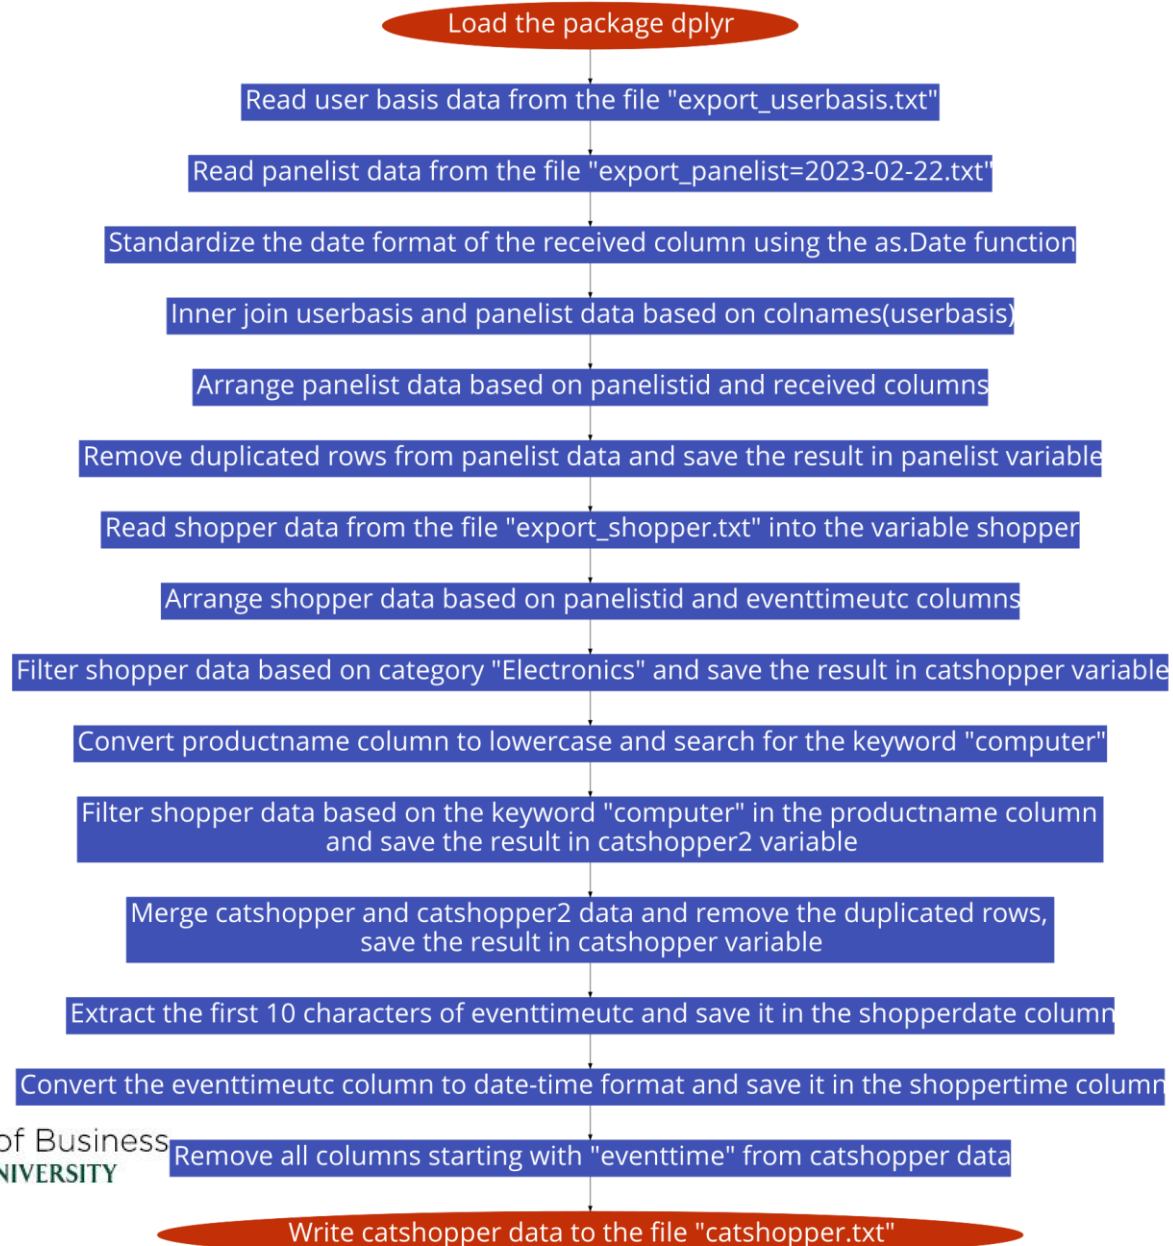 Load the package dplyr
Read user basis data from the file "export_userbasis.txt"
Read panelist data from the file "export_panelist=2023-02-22.txt"
Standardize the date format of the received column using the as.Date function
Inner join userbasis and panelist data based on colnames(userbasis)
Arrange panelist data based on panelistid and received columns
Remove duplicated rows from panelist data and save the result in panelist variable
Read shopper data from the file "export_shopper.txt" into the variable shopper
Arrange shopper data based on panelistid and eventtimeutc columns
Filter shopper data based on category "Electronics" and save the result in catshopper variable
Convert productname column to lowercase and search for the keyword "computer"
Filter shopper data based on the keyword "computer" in the productname column
and save the result in catshopper2 variable
Merge catshopper and catshopper2 data and remove the duplicated rows,
save the result in catshopper variable
Extract the first 10 characters of eventtimeutc and save it in the shopperdate column
Convert the eventtimeutc column to date-time format and save it in the shoppertime column
of Business
NIVERSITY
Remove all columns starting with "eventtime" from catshopper data
Write catshopper data to the file "catshopper.txt"